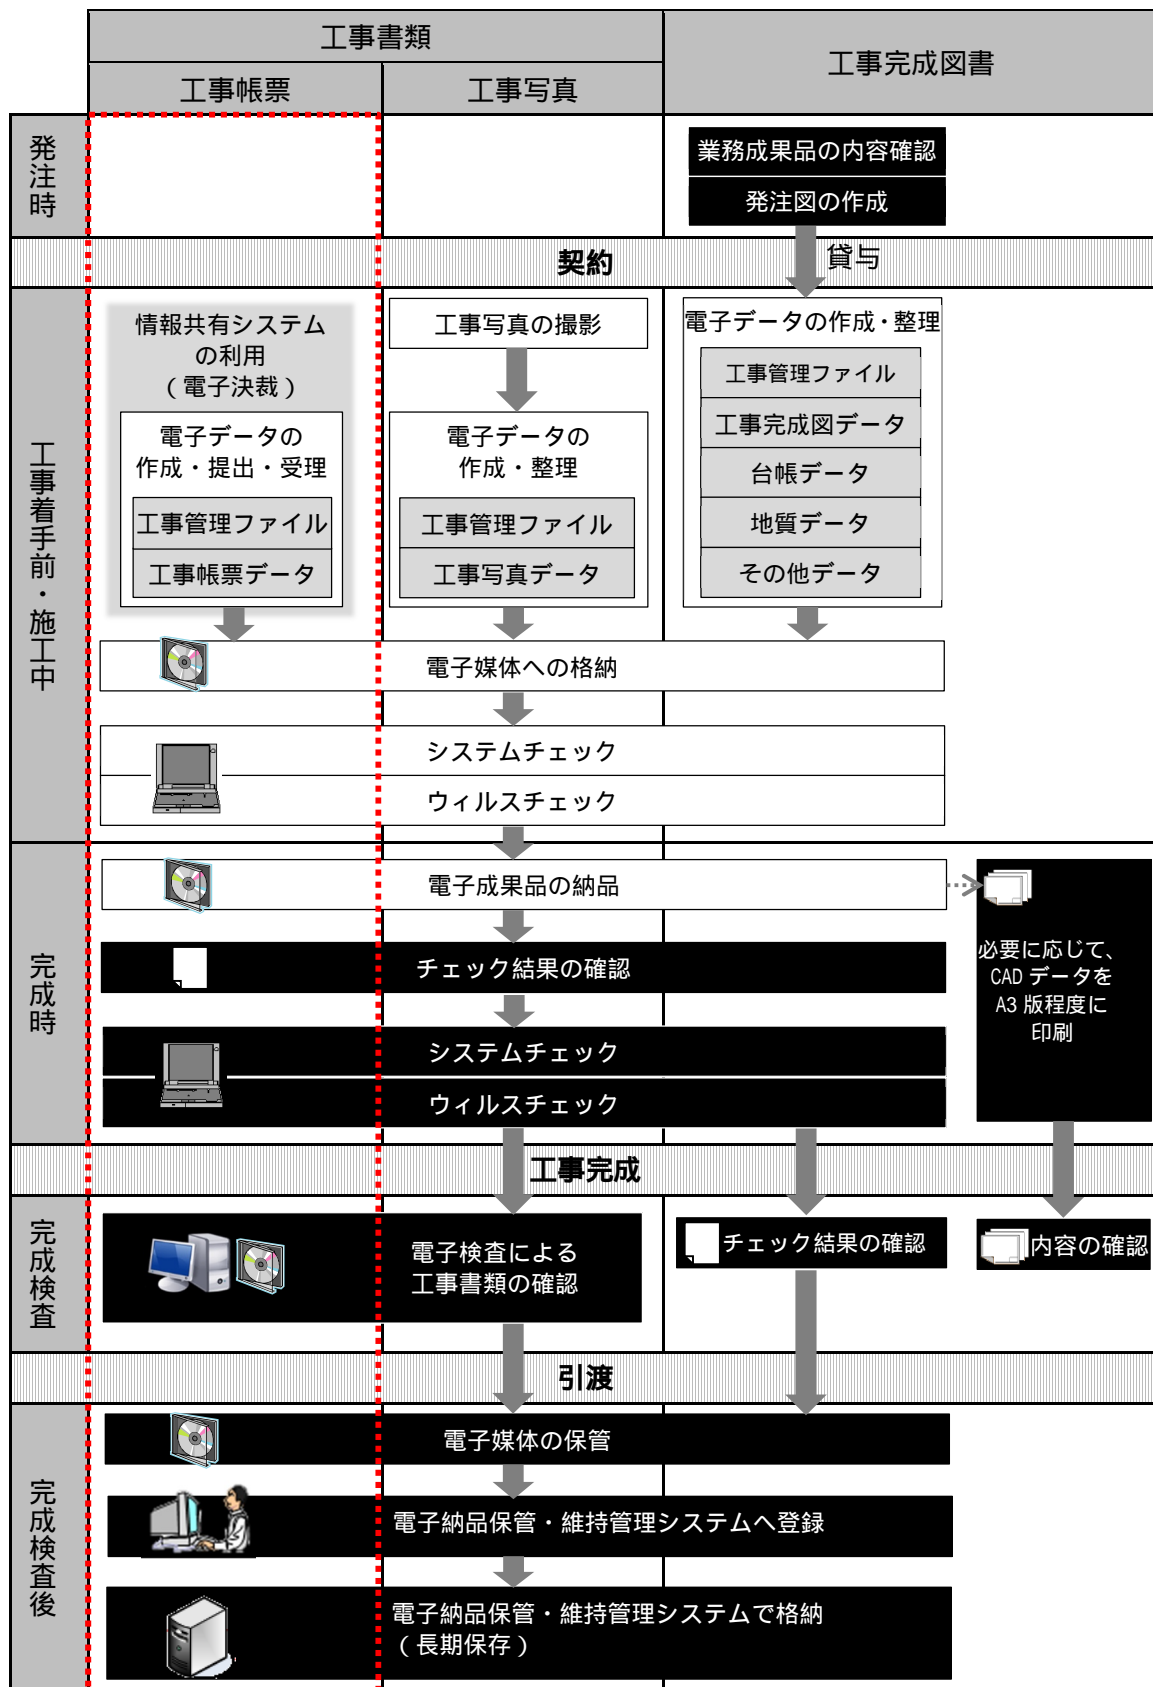 工事書類
工事完成図書
工事帳票
工事写真
発注時
業務成果品の内容確認
発注図の作成
契約
貸与
工事着手前・施工中
情報共有システム
の利用
（電子決裁）
電子データの
作成・提出・受理
工事管理ファイル
工事帳票データ
工事写真の撮影
電子データの
作成・整理
工事管理ファイル
工事写真データ
電子データの作成・整理
工事管理ファイル
工事完成図データ
台帳データ
地質データ
その他データ
電子媒体への格納
システムチェック
ウィルスチェック
完成時
電子成果品の納品
チェック結果の確認
システムチェック
ウィルスチェック
必要に応じて、
CADデータを
A3版程度に
印刷
工事完成
完成検査
電子検査による
工事書類の確認
チェック結果の確認
内容の確認
引渡
完成検査後
電子媒体の保管
電子納品保管・維持管理システムへ登録
電子納品保管・維持管理システムで格納
（長期保存）